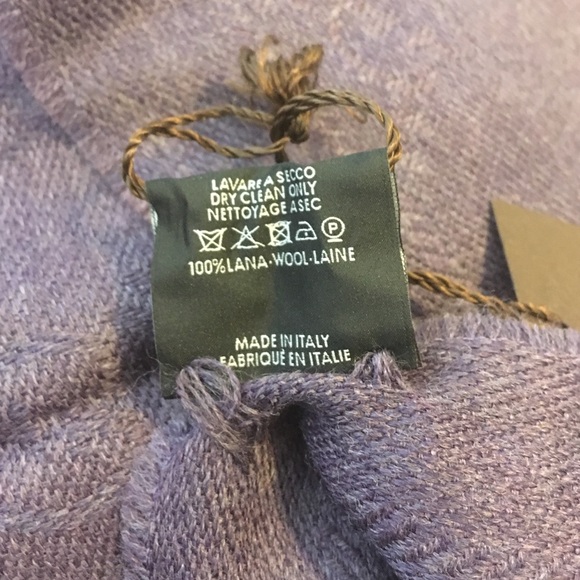 LAVARE A SECCO
DRY CLEAN ONLY
NETTOYAGE A SEC
P
100% LANA-WOOL-LAINE
MADE IN ITALY
FABRIQUÉ EN ITALIE